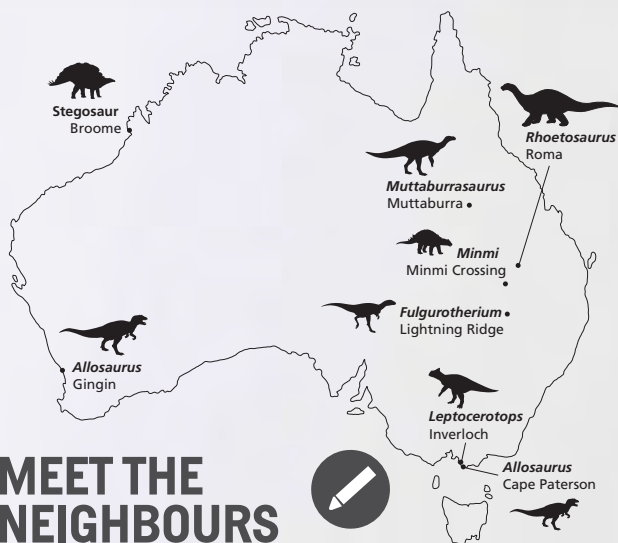 Stegosaur
Broome
Rhoetosaurus
Roma
Muttaburrasaurus
Muttaburra
Minmi
Minmi Crossing
Fulgurotherium
Lightning Ridge
Allosaurus
Gingin
Leptocerotops
Inverloch
Allosaurus
Cape Paterson
MEET THE
NEIGHBOURS